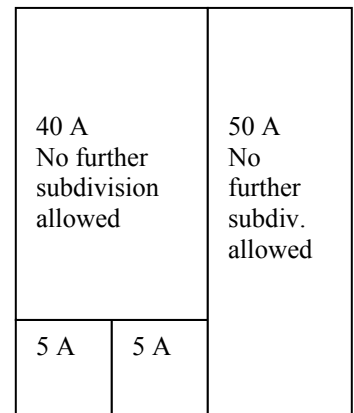 40 A
No further
subdivision
allowed
50 A
No
further
subdiv.
allowed
5 A
5 A